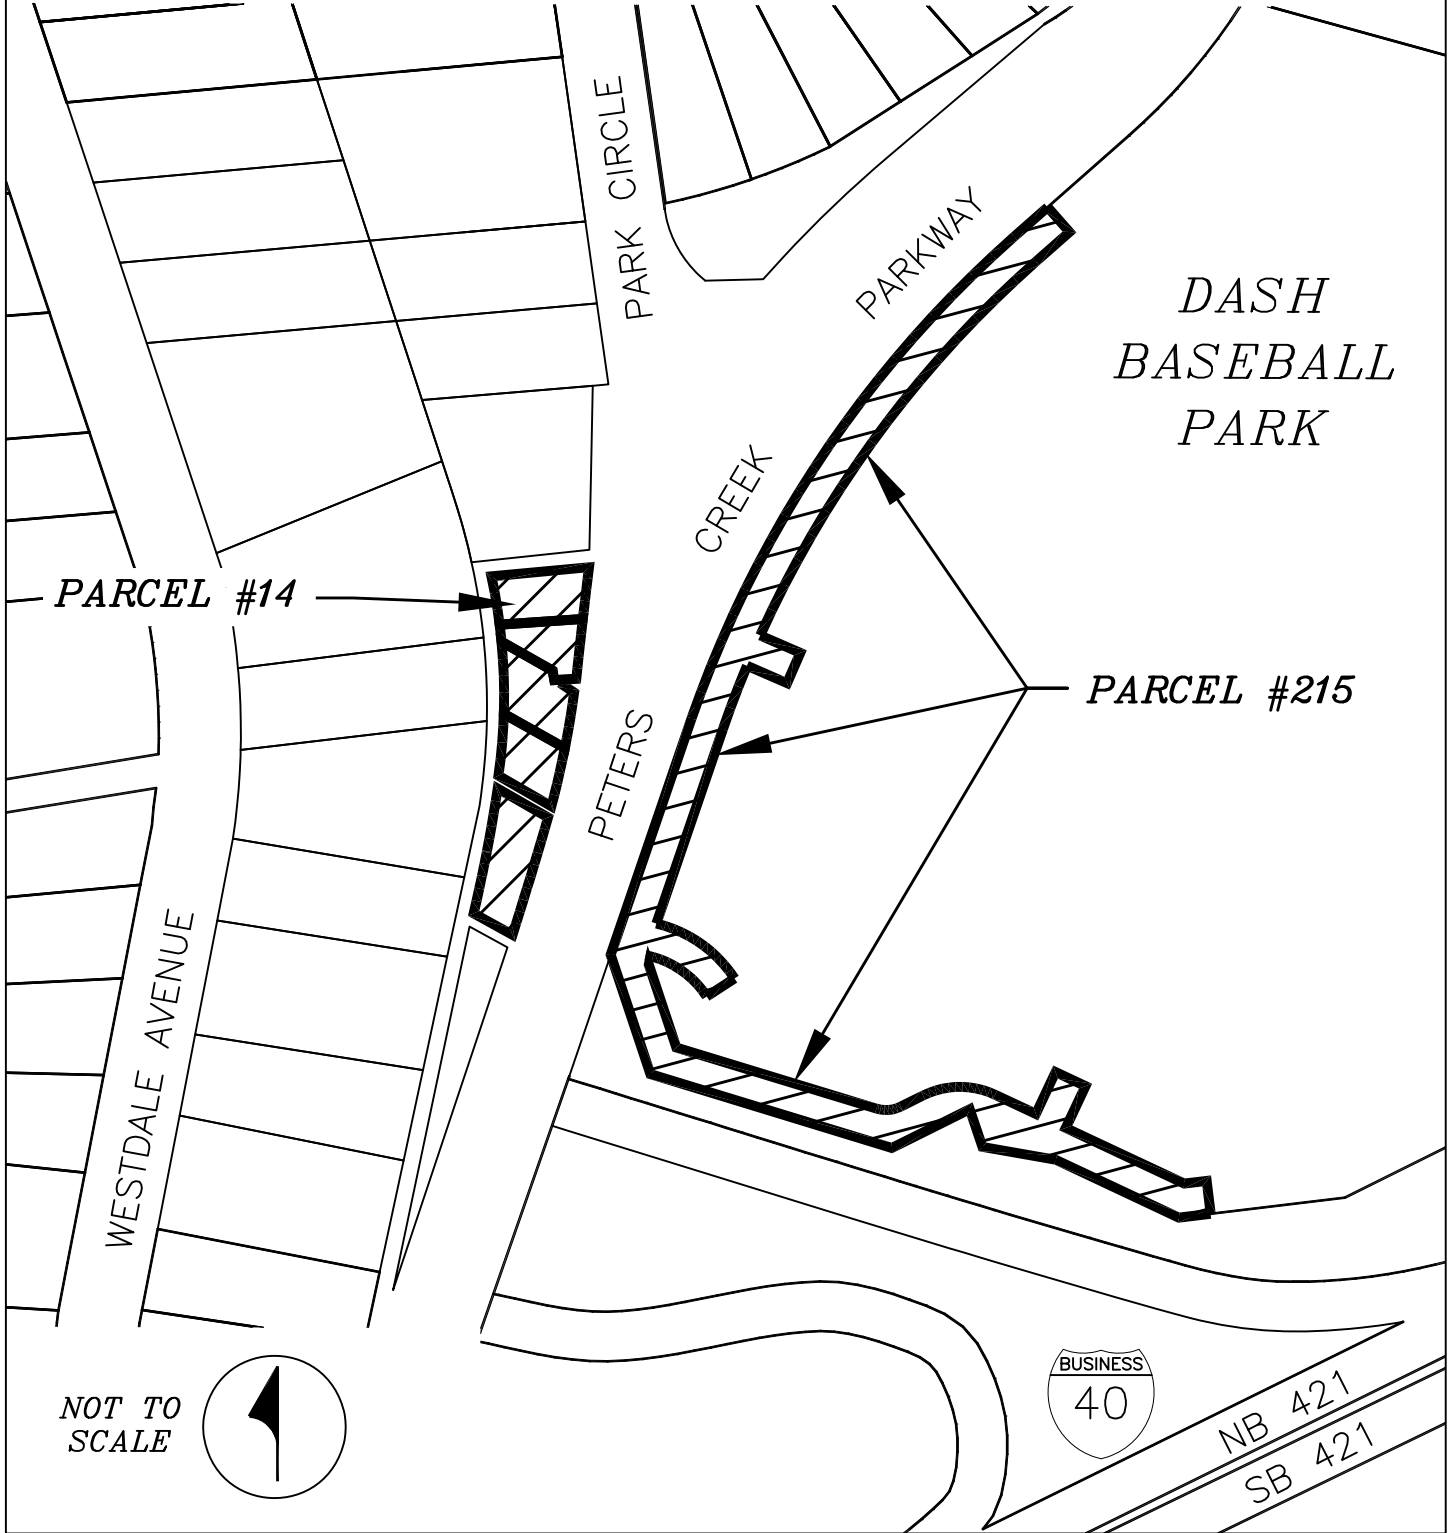 PARK CIRCLE
PARKWAY
DASH
BASEBALL
PARK
CREEK
PARCEL #14
PARCEL #215
PETERS
WESTDALE AVENUE
BUSINESS
40
NOT TO
SCALE
NB 421
SB 421